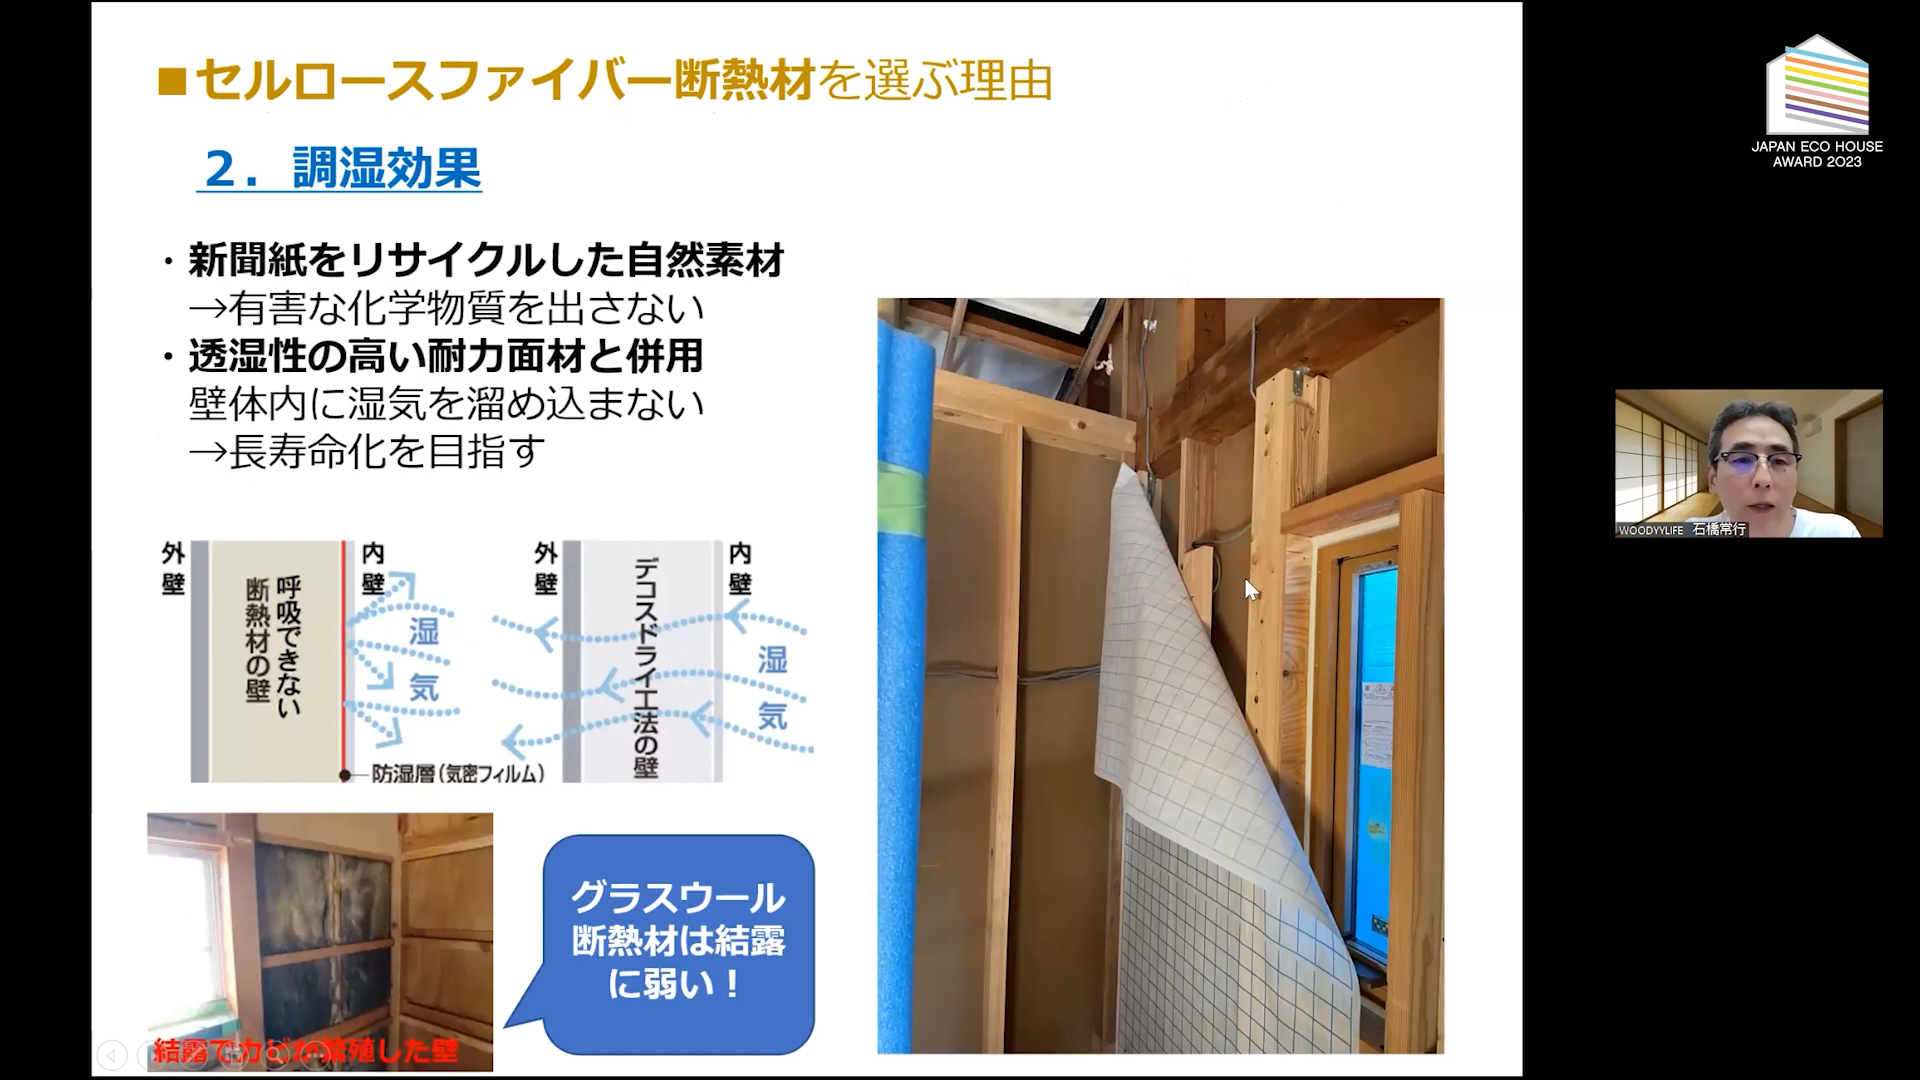 ■セルロースファイバー断熱材を選ぶ理由
２．調湿効果
・新聞紙をリサイクルした自然素材
→有害な化学物質を出さない
・透湿性の高い耐力面材と併用
壁体内に湿気を溜め込まない
→長寿命化を目指す
外壁
呼吸できない
断熱材の壁
内壁
湿気
防湿層（気密フィルム）
外壁
デコスドライ工法の壁
内壁
湿気
グラスウール
断熱材は結露
に弱い！
結露でカビが繁殖した壁
JAPAN ECO HOUSE
AWARD 2023
WOODYYLIFE 石橋常行